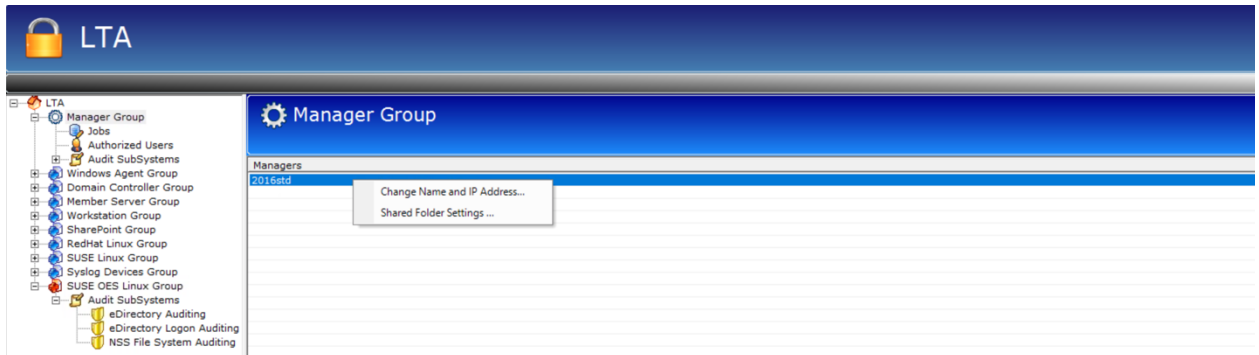 LTA
LTA
Manager Group
Jobs
Authorized Users
Audit SubSystems
Windows Agent Group
Domain Controller Group
Member Server Group
Workstation Group
SharePoint Group
RedHat Linux Group
SUSE Linux Group
Syslog Devices Group
SUSE OES Linux Group
Audit SubSystems
eDirectory Auditing
eDirectory Logon Auditing
NSS File System Auditing
Manager Group
Managers
2016std
Change Name and IP Address...
Shared Folder Settings ...